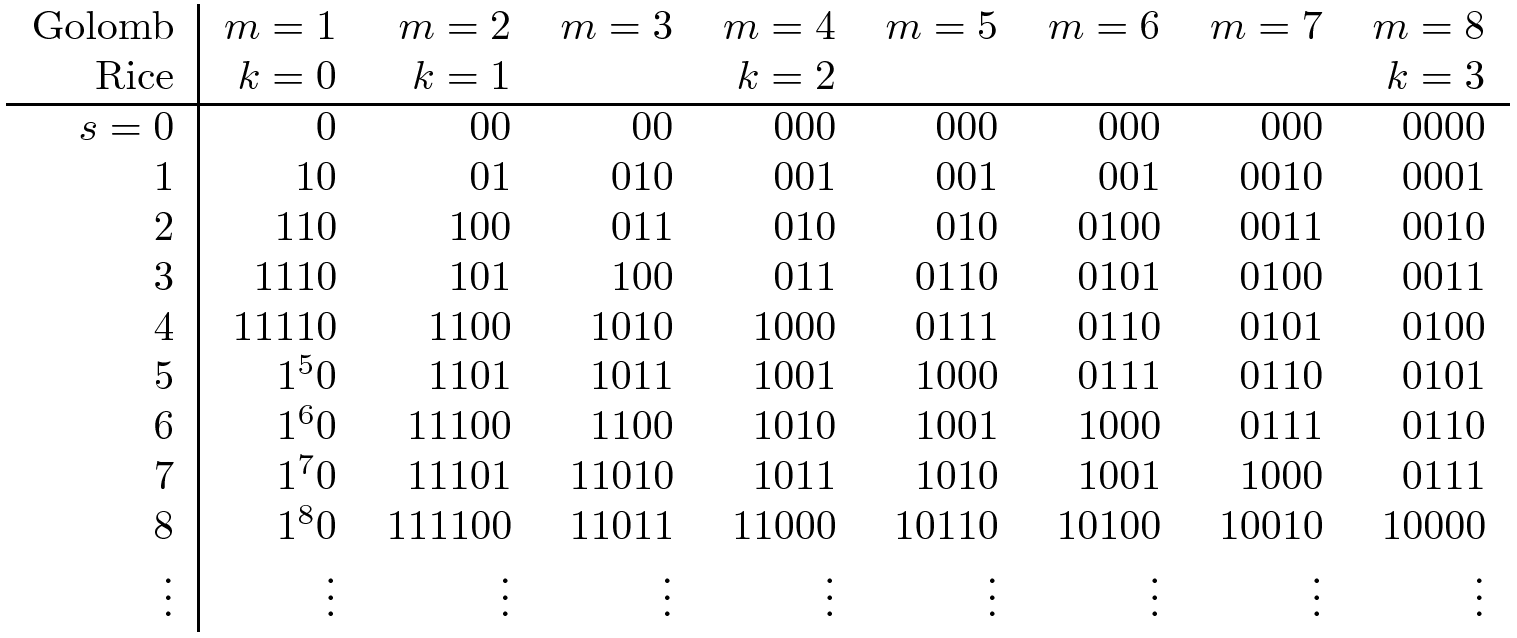 Golomb m = 1 m = 2 m = 3 m = 4 m = 5 m = 6 m = 7 m = 8
Rice k = 0 k = 1 k = 2 k = 3
s = 0 0 00 00 000 000 000 000 0000
1 10 01 010 001 001 001 0010 0001
2 110 100 011 010 010 0100 0011 0010
3 1110 101 100 011 0110 0101 0100 0011
4 11110 1100 1010 1000 0111 0110 0101 0100
5 1⁵0 1101 1011 1001 1000 0111 0110 0101
6 1⁶0 11100 1100 1010 1001 1000 0111 0110
7 1⁷0 11101 11010 1011 1010 1001 1000 0111
8 1⁸0 111100 11011 11000 10110 10100 10010 10000
⋮ ⋮ ⋮ ⋮ ⋮ ⋮ ⋮ ⋮ ⋮